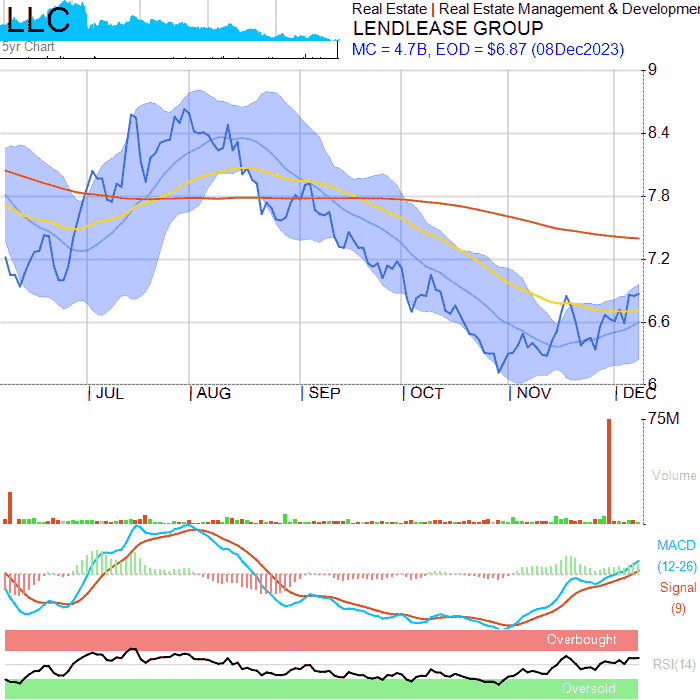 LLC
5yr Chart
Real Estate | Real Estate Management & Developmen
LENDLEASE GROUP
MC = 4.7B, EOD = $6.87 (08Dec2023)
9
8.4
7.8
7.2
6.6
6
JUL AUG SEP OCT NOV DEC
75M
Volume
MACD
(12-26)
Signal
(9)
Overbought
RSI(14)
Oversold